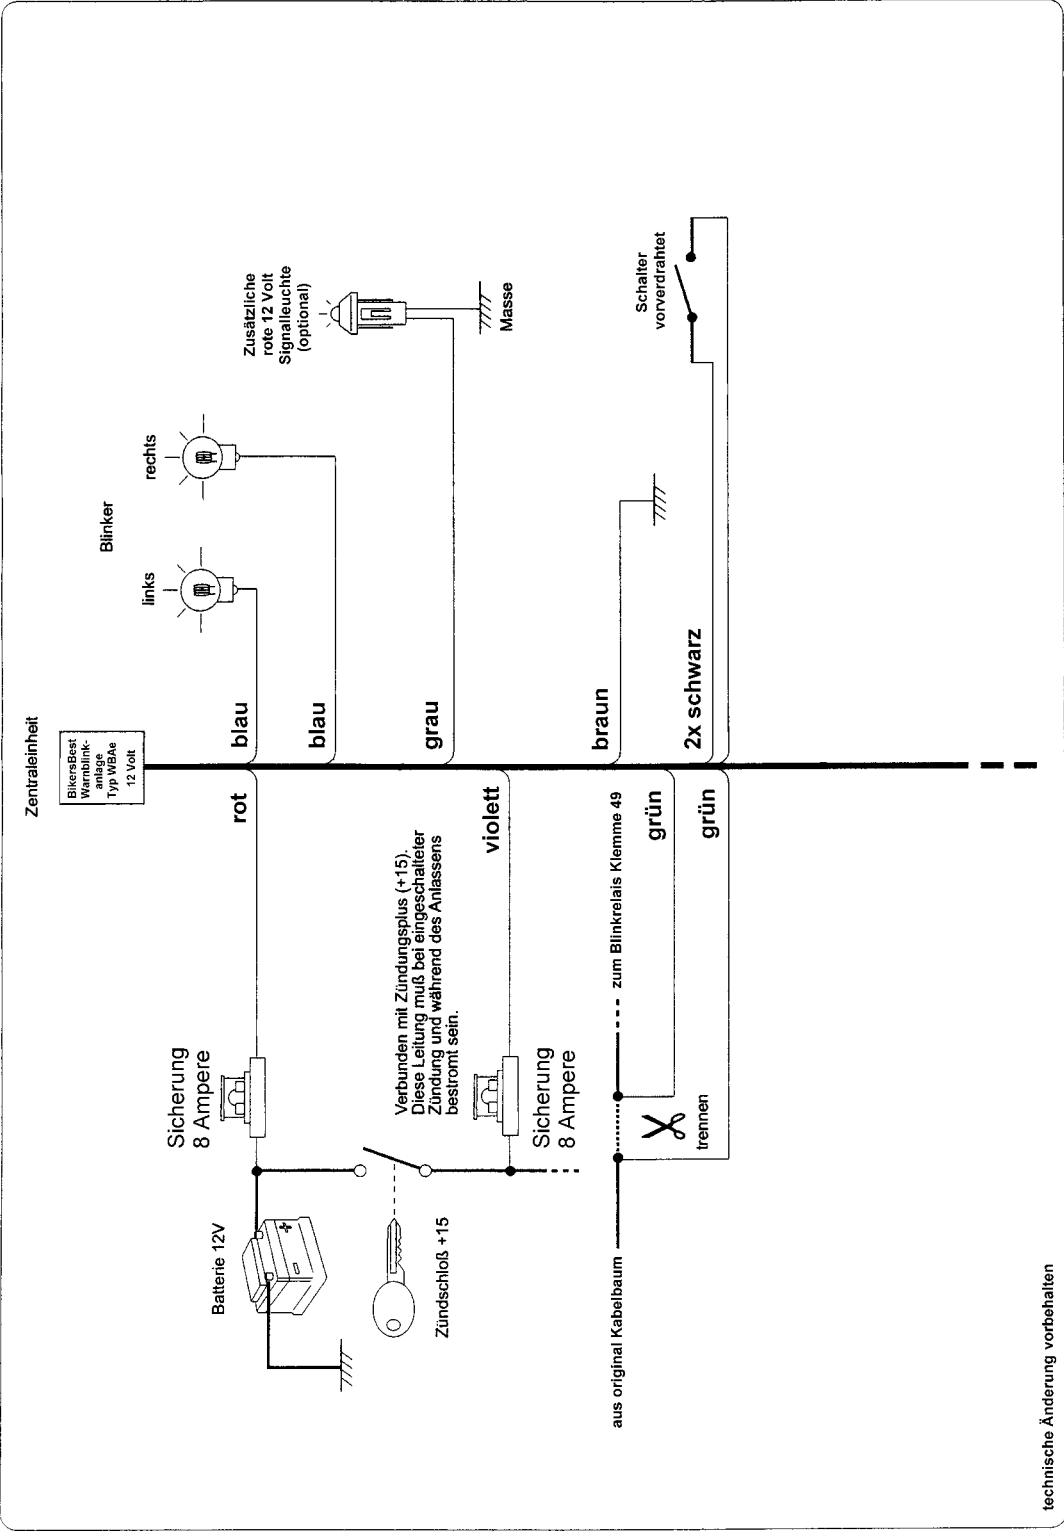 Zentraleinheit
BikersBest
Warnblink-
anlage
Typ WBAe
12 Volt
Blinker
links
rechts
Zusätzliche
rote 12 Volt
Signalleuchte
(optional)
Masse
Schalter
vorverdrahtet
blau
blau
grau
braun
2x schwarz
rot
violett
grün
grün
Sicherung
8 Ampere
Batterie 12V
Zündschloß +15
Verbunden mit Zündungsplus (+15).
Diese Leitung muß bei eingeschalteter
Zündung und während des Anlassens
bestromt sein.
Sicherung
8 Ampere
aus original Kabelbaum
zum Blinkrelais Klemme 49
trennen
technische Änderung vorbehalten